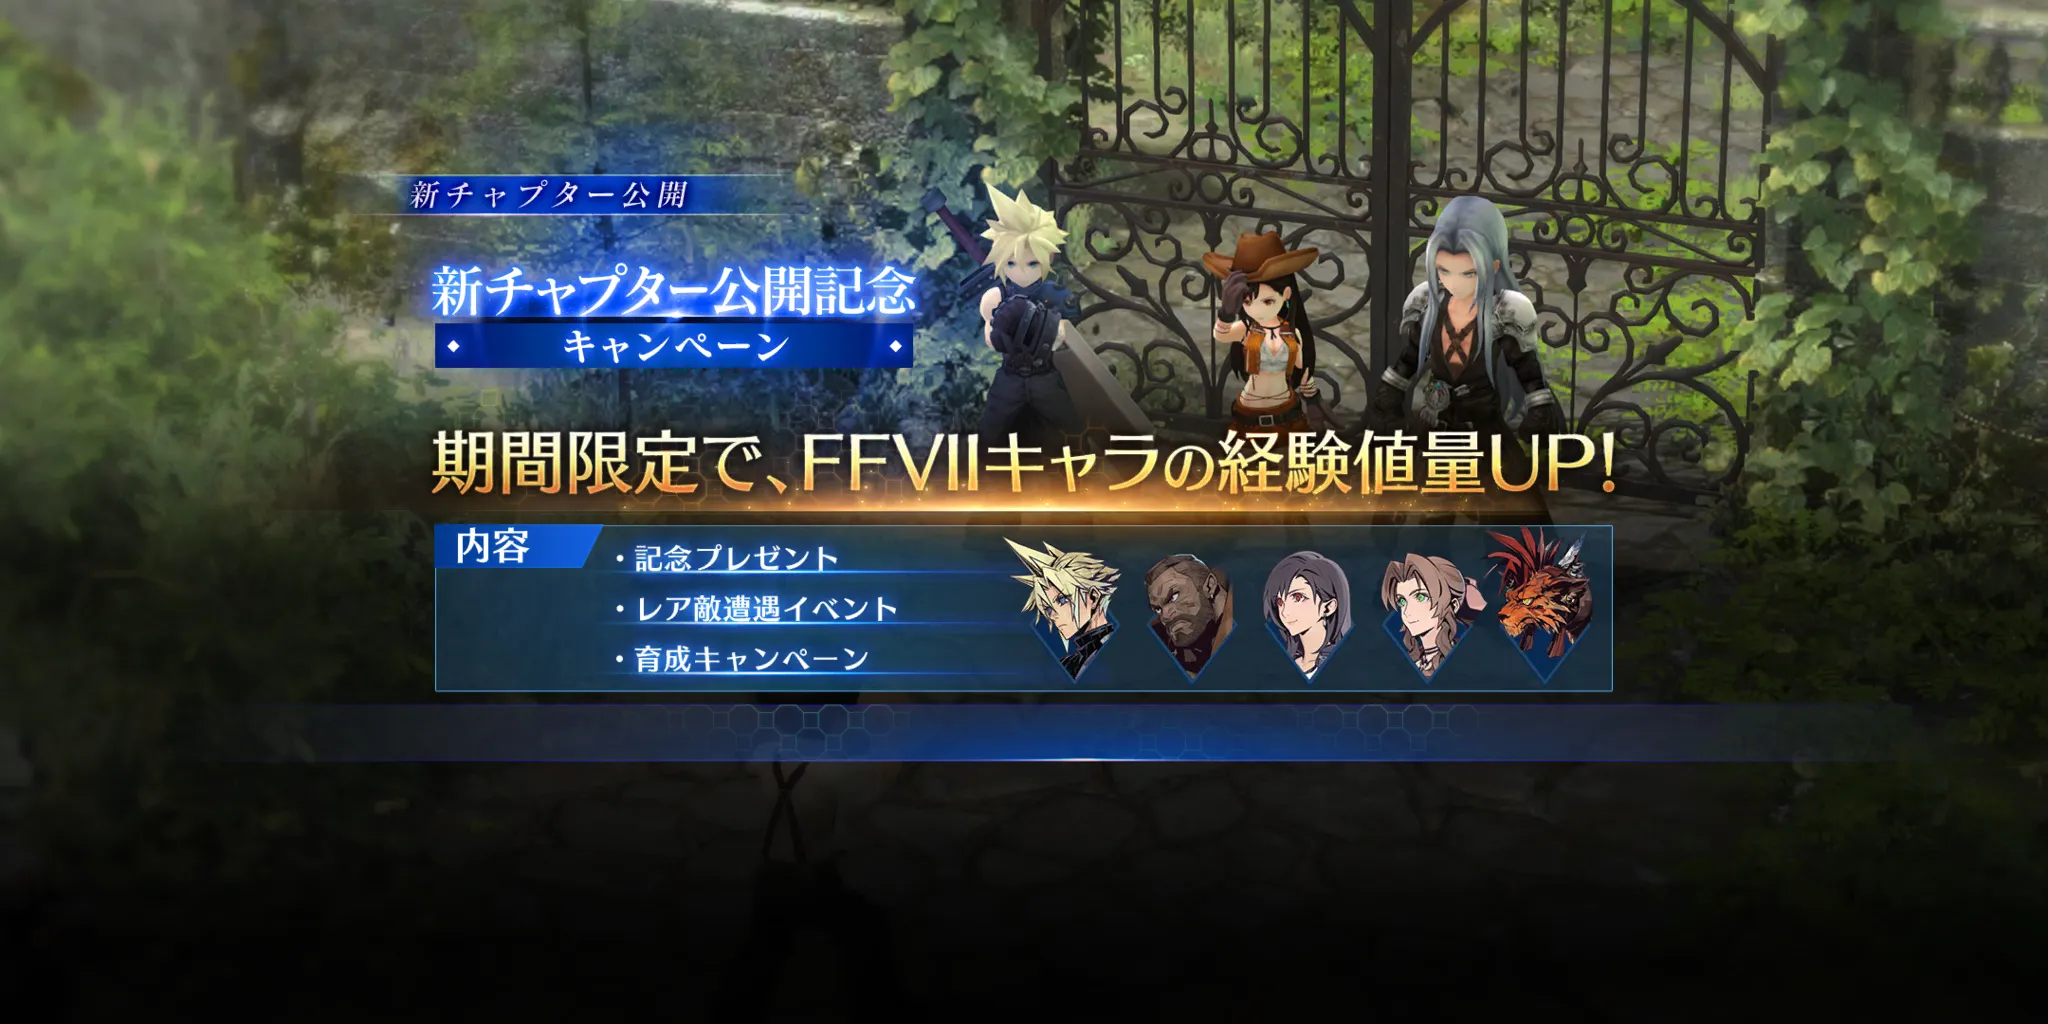 新チャプター公開
新チャプター公開記念
キャンペーン
期間限定で、FFVIIキャラの経験値量UP!
内容
・記念プレゼント
・レア敵遭遇イベント
・育成キャンペーン